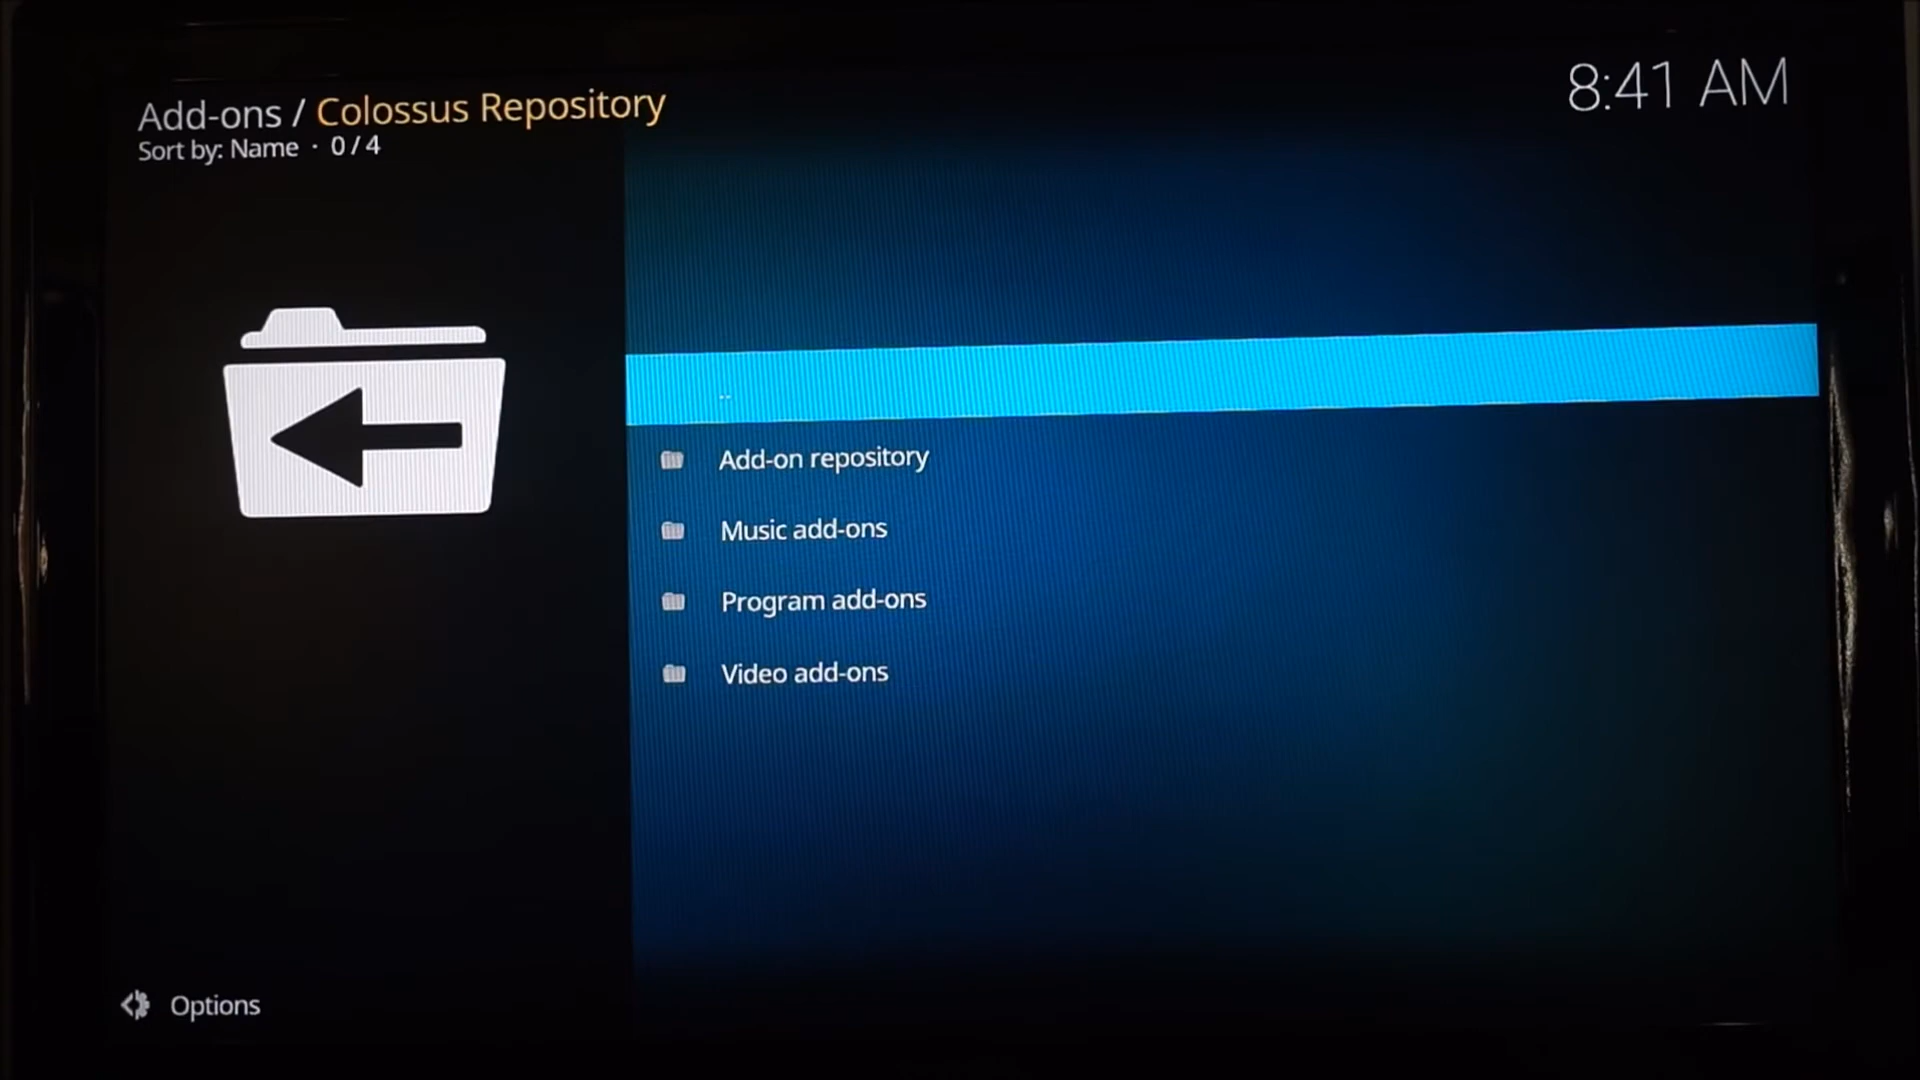 Add-ons / Colossus Repository
8:41 AM
Sort by: Name · 0 / 4
..
Add-on repository
Music add-ons
Program add-ons
Video add-ons
Options